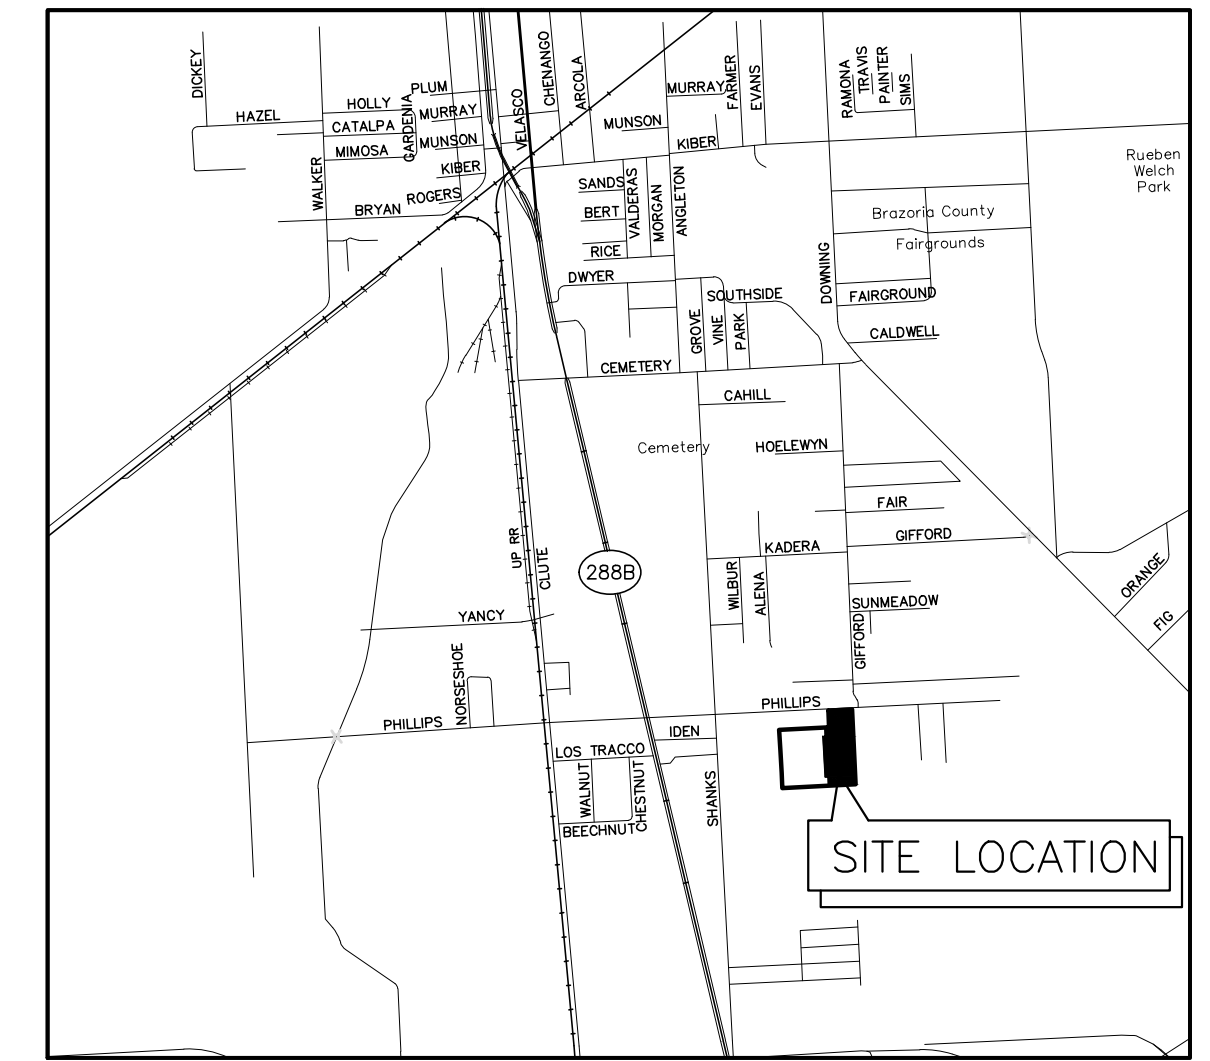 DICKEY
HAZEL
WALKER
HOLLY
CATALPA
MIMOSA
GARDENIA
PLUM
MURRAY
MUNSON
KIBER
ROGERS
BRYAN
VELASCO
CHENANGO
ARCOLA
MURRAY
MUNSON
FARMER
EVANS
KIBER
RAMONA
TRAVIS
PAINTER
SIMS
Rueben
Welch
Park
SANDS
BERT
RICE
VALDERAS
MORGAN
ANGLETON
DWYER
Brazoria County
Fairgrounds
DOWNING
FAIRGROUND
CALDWELL
SOUTHSIDE
GROVE
VINE
PARK
CEMETERY
CAHILL
Cemetery
HOELEWYN
FAIR
GIFFORD
KADERA
UP RR
CLUTE
288B
WILBUR
ALENA
ORANGE
FIG
SUNMEADOW
GIFFORD
YANCY
NORSESHOE
PHILLIPS
PHILLIPS
IDEN
LOS TRACCO
WALNUT
CHESTNUT
BEECHNUT
SHANKS
SITE LOCATION